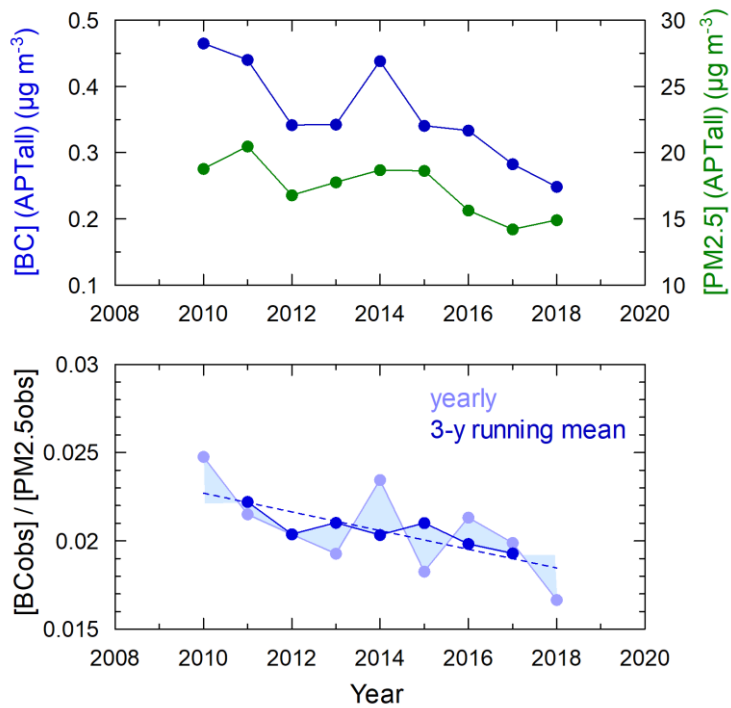 0.5
0.4
0.3
0.2
0.1
[BC] (APTall) (μg m⁻³)
30
25
20
15
10
[PM2.5] (APTall) (μg m⁻³)
2008 2010 2012 2014 2016 2018 2020
0.03
0.025
0.02
0.015
[BCobs] / [PM2.5obs]
yearly
3-y running mean
2008 2010 2012 2014 2016 2018 2020
Year